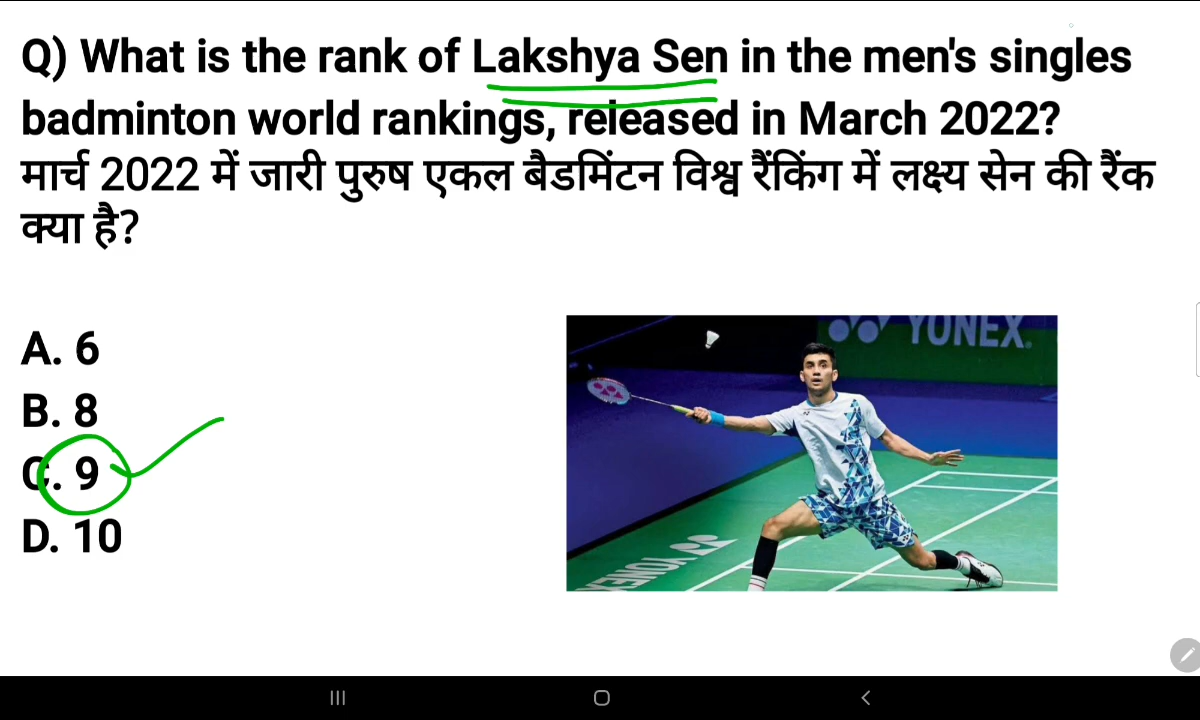 Q) What is the rank of Lakshya Sen in the men's singles
badminton world rankings, released in March 2022?
मार्च 2022 में जारी पुरुष एकल बैडमिंटन विश्व रैंकिंग में लक्ष्य सेन की रैंक
क्या है?
A. 6
B. 8
C. 9
D. 10
YONEX
YONEX